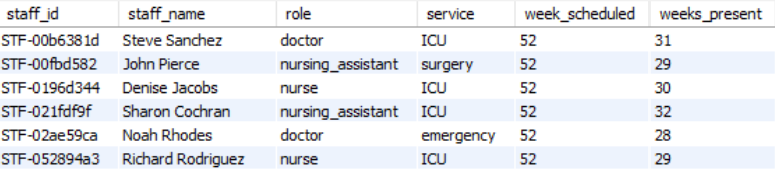 staff_id staff_name role service week_scheduled weeks_present
STF-00b6381d Steve Sanchez doctor ICU 52 31
STF-00fbd582 John Pierce nursing_assistant surgery 52 29
STF-0196d344 Denise Jacobs nurse ICU 52 30
STF-021fdf9f Sharon Cochran nursing_assistant ICU 52 32
STF-02ae59ca Noah Rhodes doctor emergency 52 28
STF-052894a3 Richard Rodriguez nurse ICU 52 29